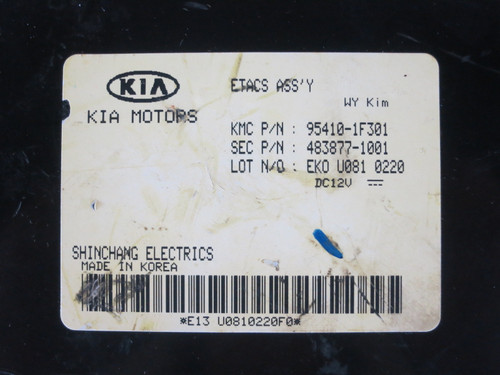 KIA
ETACS ASS'Y
WY Kim
KIA MOTORS
KMC P/N : 95410-1F301
SEC P/N : 483877-1001
LOT N/O : EKO U081 0220
DC12V
SHINCHANG ELECTRICS
MADE IN KOREA
*E13 U0810220F0*